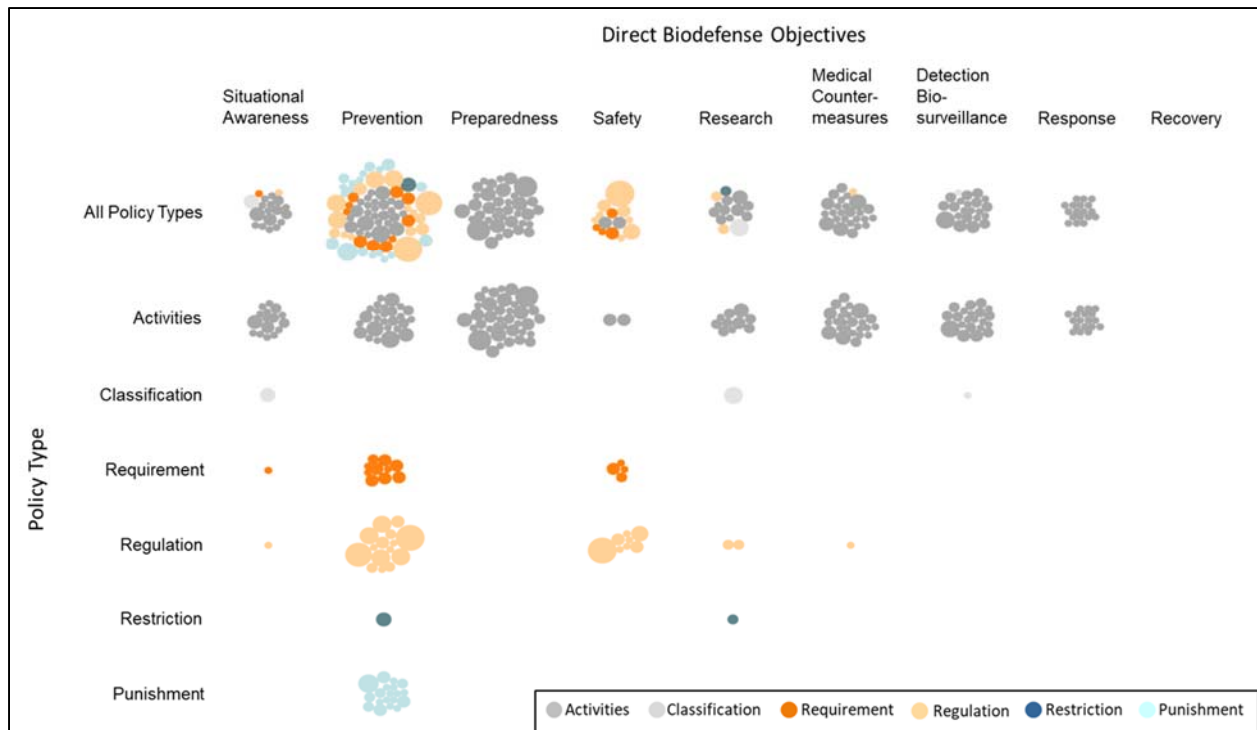 Direct Biodefense Objectives
Situational
Awareness
Prevention
Preparedness
Safety
Research
Medical
Counter-
measures
Detection
Bio-
surveillance
Response
Recovery
Policy Type
All Policy Types
Activities
Classification
Requirement
Regulation
Restriction
Punishment
Activities
Classification
Requirement
Regulation
Restriction
Punishment